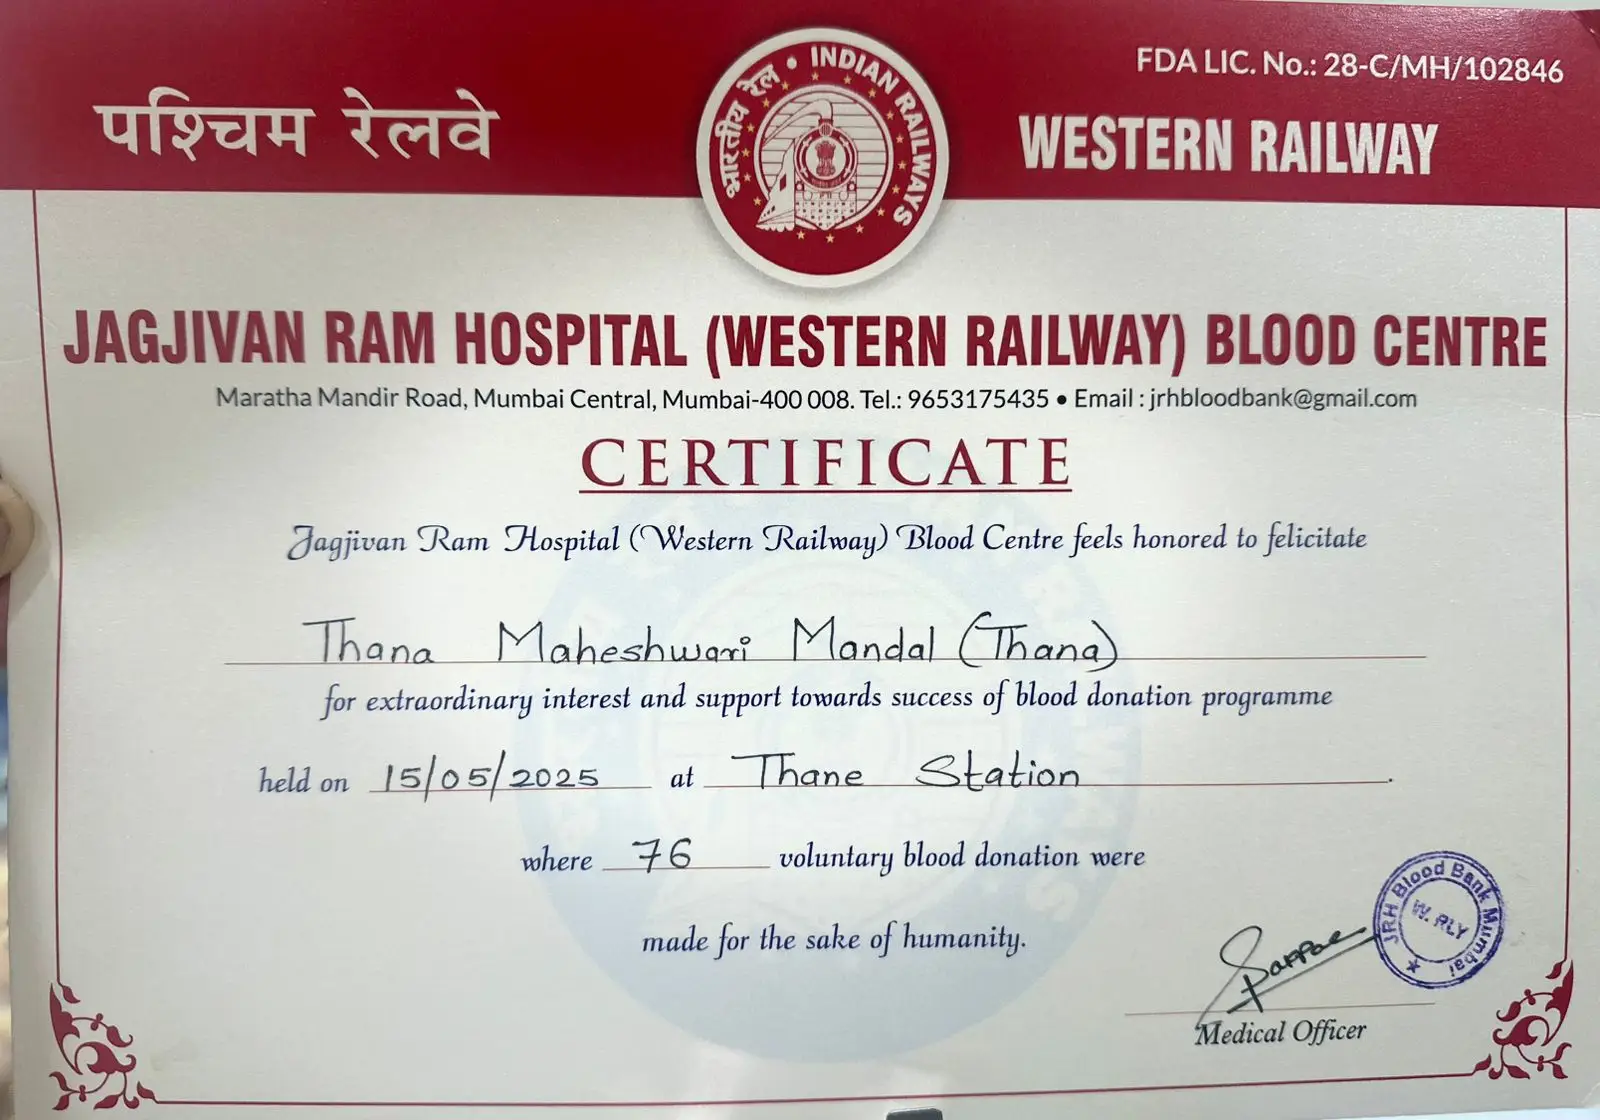 FDA LIC. No.: 28-C/MH/102846
पश्चिम रेलवे
भारतीय रेल • INDIAN RAILWAYS
WESTERN RAILWAY
JAGJIVAN RAM HOSPITAL (WESTERN RAILWAY) BLOOD CENTRE
Maratha Mandir Road, Mumbai Central, Mumbai-400 008. Tel.: 9653175435 • Email : jrhbloodbank@gmail.com
CERTIFICATE
Jagjivan Ram Hospital (Western Railway) Blood Centre feels honored to felicitate
Thana Maheshwari Mandal (Thana)
for extraordinary interest and support towards success of blood donation programme
held on 15/05/2025 at Thane Station.
where 76 voluntary blood donation were
made for the sake of humanity.
JRH Blood Bank Mumbai
W. RLY
Medical Officer